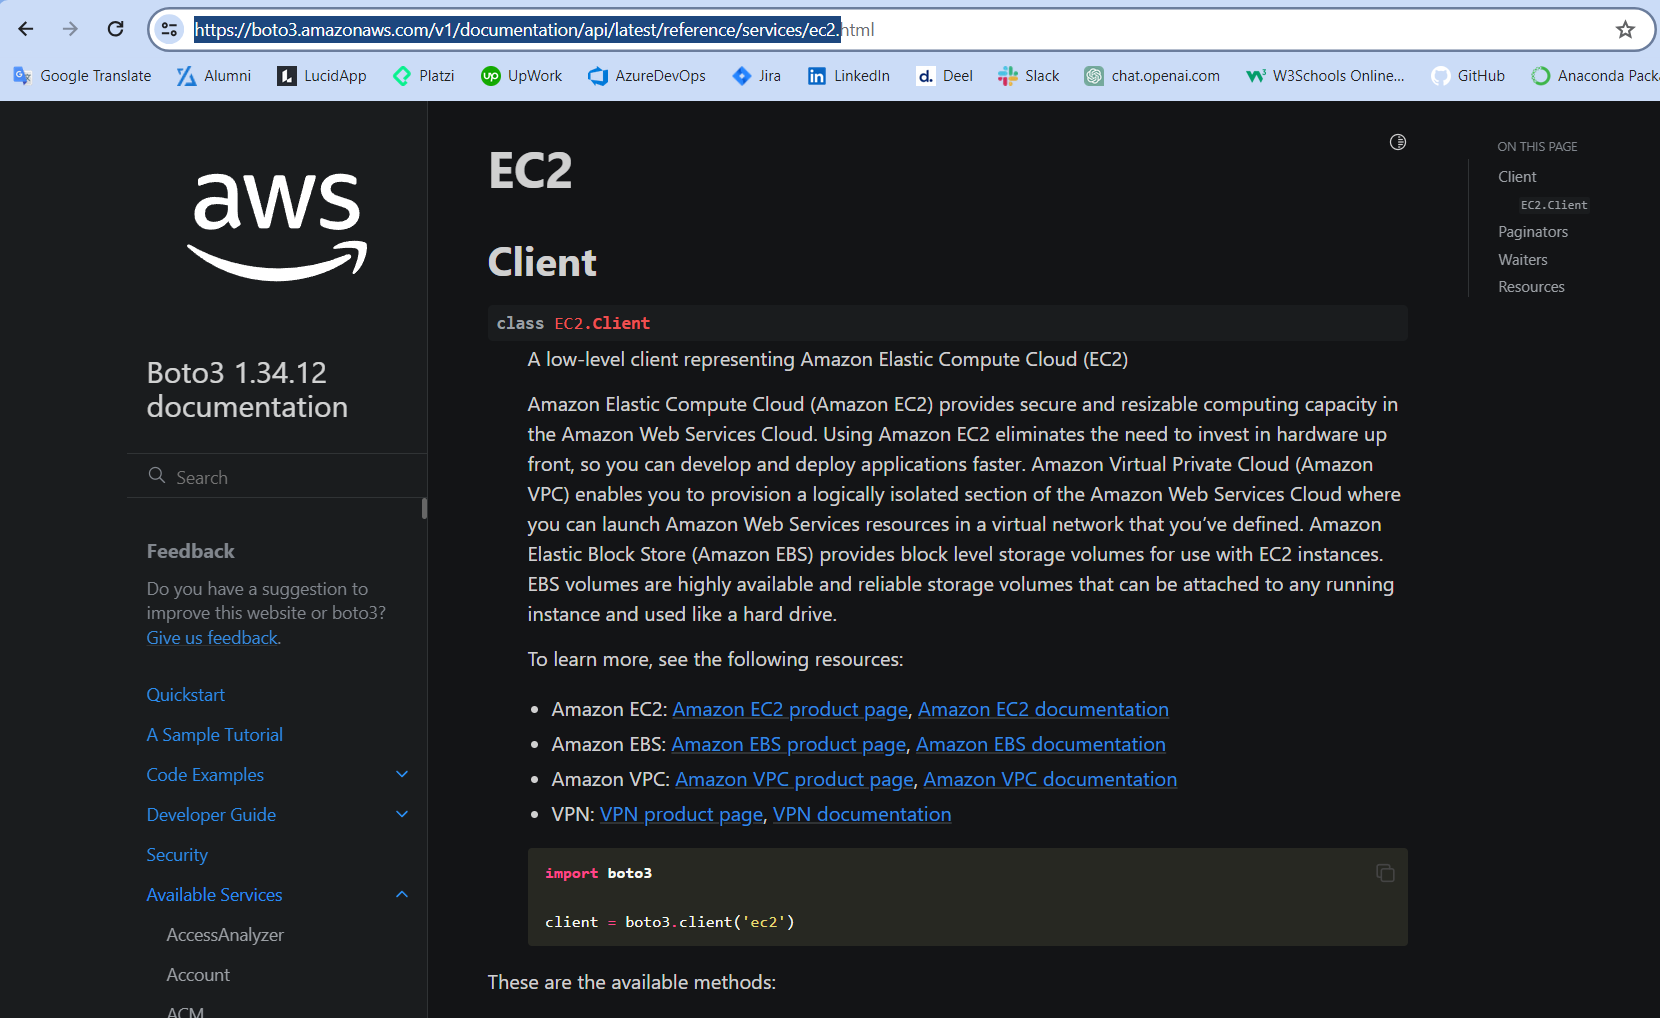 https://boto3.amazonaws.com/v1/documentation/api/latest/reference/services/ec2.html
Google Translate
Alumni
LucidApp
Platzi
UpWork
AzureDevOps
Jira
LinkedIn
Deel
Slack
chat.openai.com
W3Schools Online...
GitHub
Anaconda Pack
aws
Boto3 1.34.12
documentation
Search
Feedback
Do you have a suggestion to
improve this website or boto3?
Give us feedback.
Quickstart
A Sample Tutorial
Code Examples
Developer Guide
Security
Available Services
AccessAnalyzer
Account
ACM
EC2
Client
class EC2.Client
A low-level client representing Amazon Elastic Compute Cloud (EC2)
Amazon Elastic Compute Cloud (Amazon EC2) provides secure and resizable computing capacity in
the Amazon Web Services Cloud. Using Amazon EC2 eliminates the need to invest in hardware up
front, so you can develop and deploy applications faster. Amazon Virtual Private Cloud (Amazon
VPC) enables you to provision a logically isolated section of the Amazon Web Services Cloud where
you can launch Amazon Web Services resources in a virtual network that you’ve defined. Amazon
Elastic Block Store (Amazon EBS) provides block level storage volumes for use with EC2 instances.
EBS volumes are highly available and reliable storage volumes that can be attached to any running
instance and used like a hard drive.
To learn more, see the following resources:
• Amazon EC2: Amazon EC2 product page, Amazon EC2 documentation
• Amazon EBS: Amazon EBS product page, Amazon EBS documentation
• Amazon VPC: Amazon VPC product page, Amazon VPC documentation
• VPN: VPN product page, VPN documentation
import boto3
client = boto3.client('ec2')
These are the available methods:
ON THIS PAGE
Client
EC2.Client
Paginators
Waiters
Resources